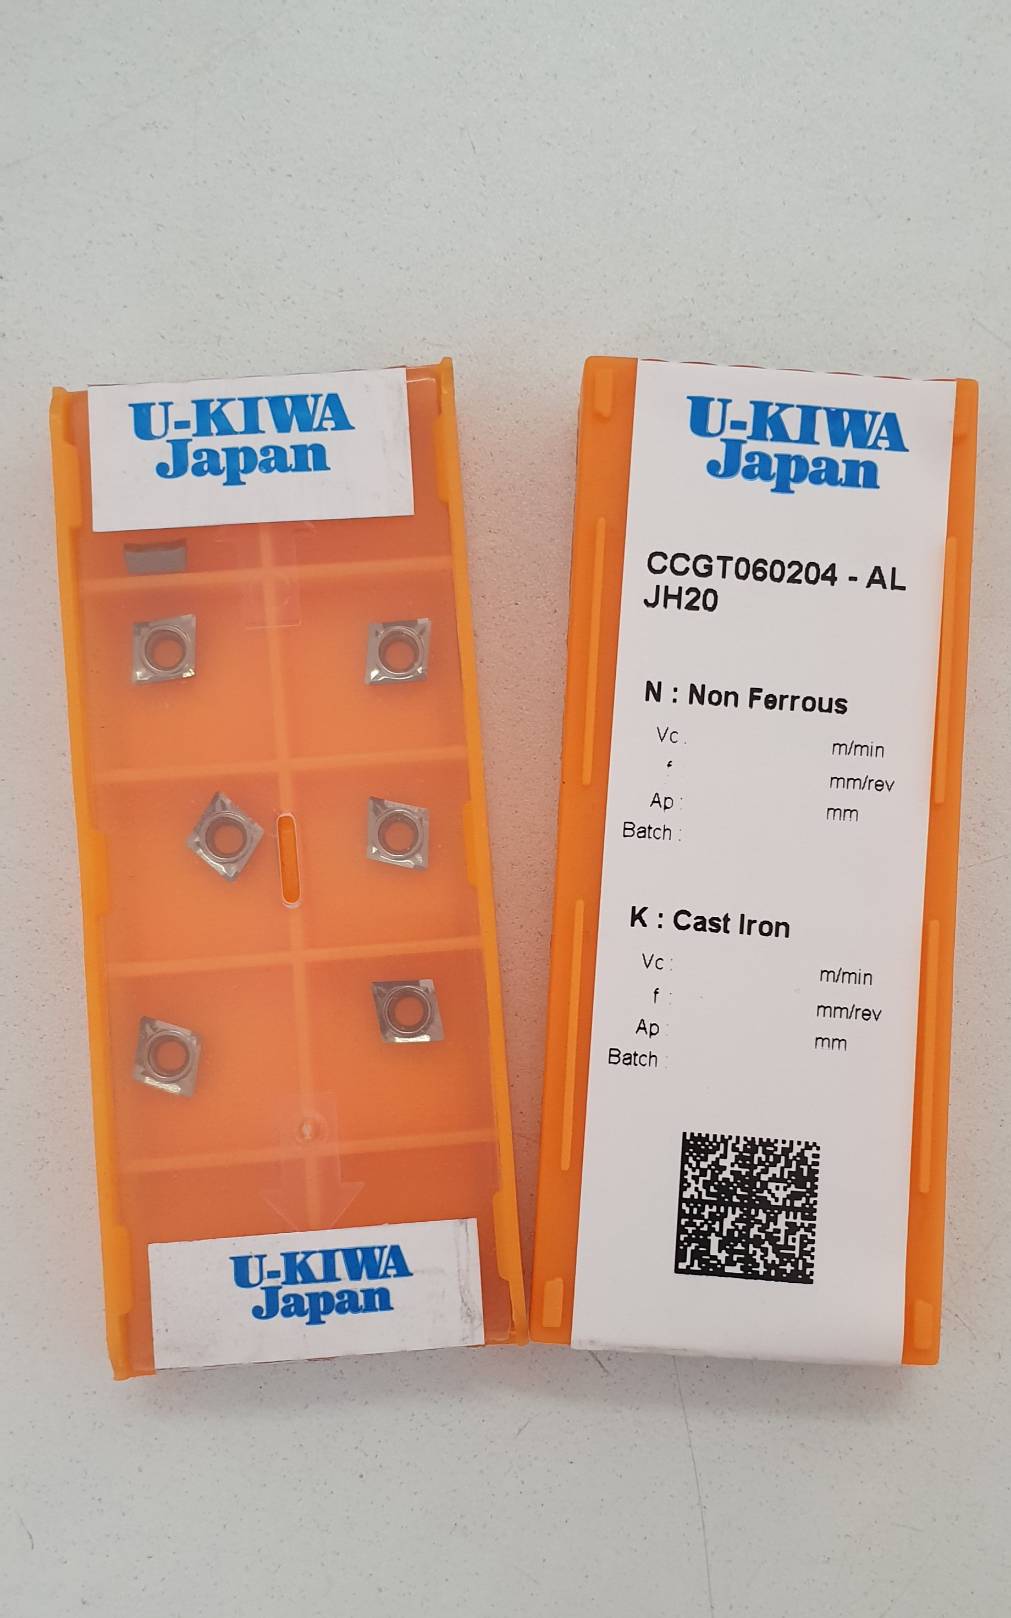 U-KIWA
Japan
U-KIWA
Japan
U-KIWA
Japan
CCGT060204 - AL
JH20
N : Non Ferrous
Vc : m/min
f mm/rev
Ap : mm
Batch :
K : Cast Iron
Vc : m/min
f : mm/rev
Ap : mm
Batch :